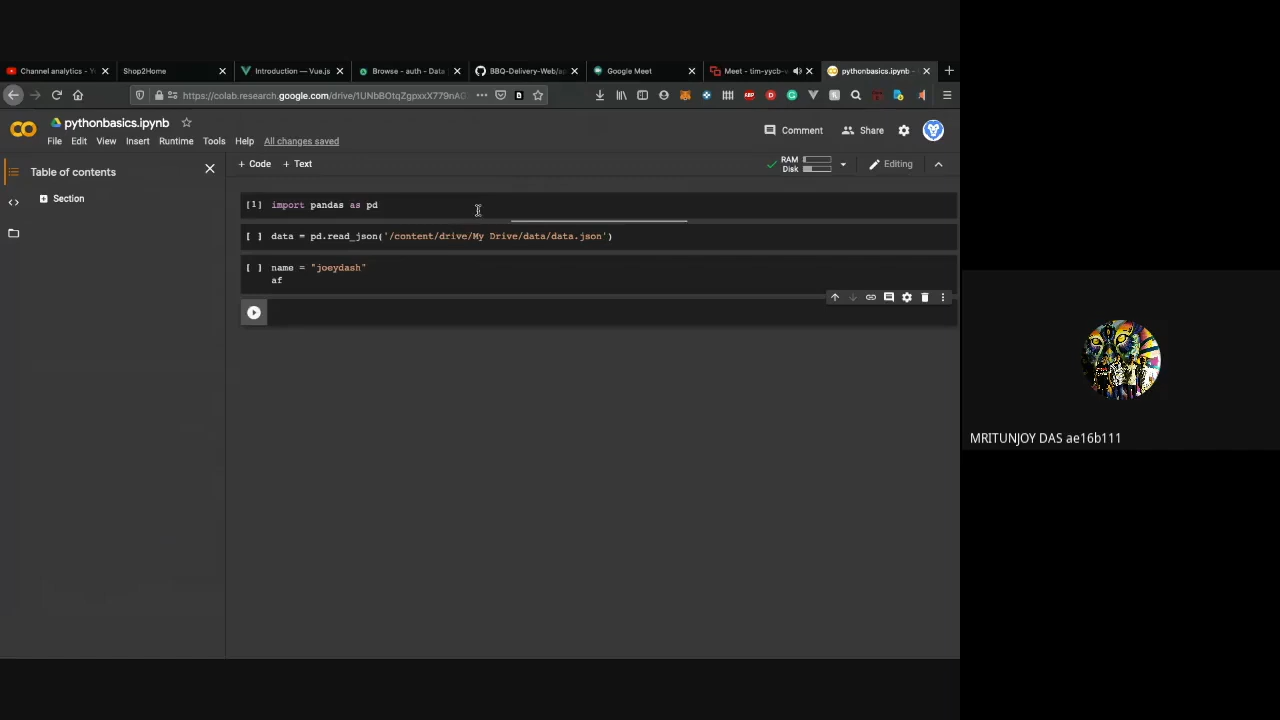 Channel analytics - Y
Shop2Home
Introduction — Vue.js
Browse - auth - Data
BBQ-Delivery-Web/a
Google Meet
Meet - tim-yycb-v
pythonbasics.ipynb -
https://colab.research.google.com/drive/1UNbBOtqZgpxxX779nAG
pythonbasics.ipynb
Comment
Share
File Edit View Insert Runtime Tools Help All changes saved
Table of contents
+ Code + Text
RAM
Disk
Editing
Section
[1] import pandas as pd
[ ] data = pd.read_json('/content/drive/My Drive/data/data.json')
[ ] name = "joeydash"
af
MRITUNJOY DAS ae16b111